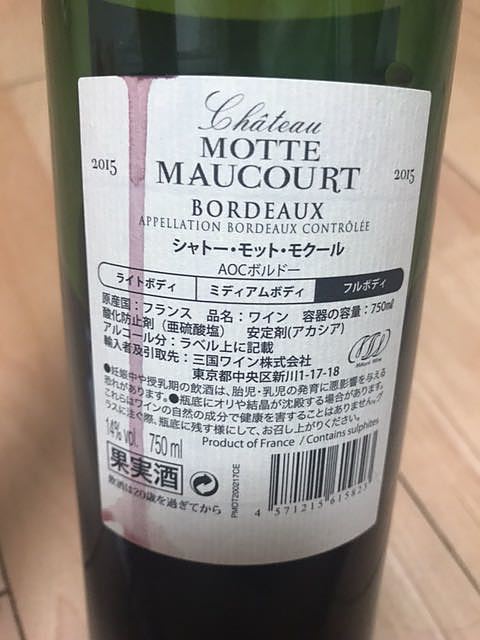 Château
2015 MOTTE 2015
MAUCOURT
BORDEAUX
APPELLATION BORDEAUX CONTRÔLÉE
シャトー・モット・モクール
AOCボルドー
ライトボディ ミディアムボディ フルボディ
原産国：フランス 品名：ワイン 容器の容量：750ml
酸化防止剤（亜硫酸塩） 安定剤(アカシア)
アルコール分：ラベル上に記載
輸入者及引取先：三国ワイン株式会社
東京都中央区新川1-17-18
●妊娠中や授乳期の飲酒は、胎児・乳児の発育に悪影響を与える
恐れがあります。●瓶底にオリや結晶が沈殿する場合があります。
これらはワインの自然の成分で健康を害することはありません。グ
ラスに注ぐ際、瓶底に残す様にして、お召し上がりください。
Product of France / Contains sulphites
14% vol. 750 ml
果実酒
飲酒は20歳を過ぎてから
PMOT200217CE
4 571215 615823